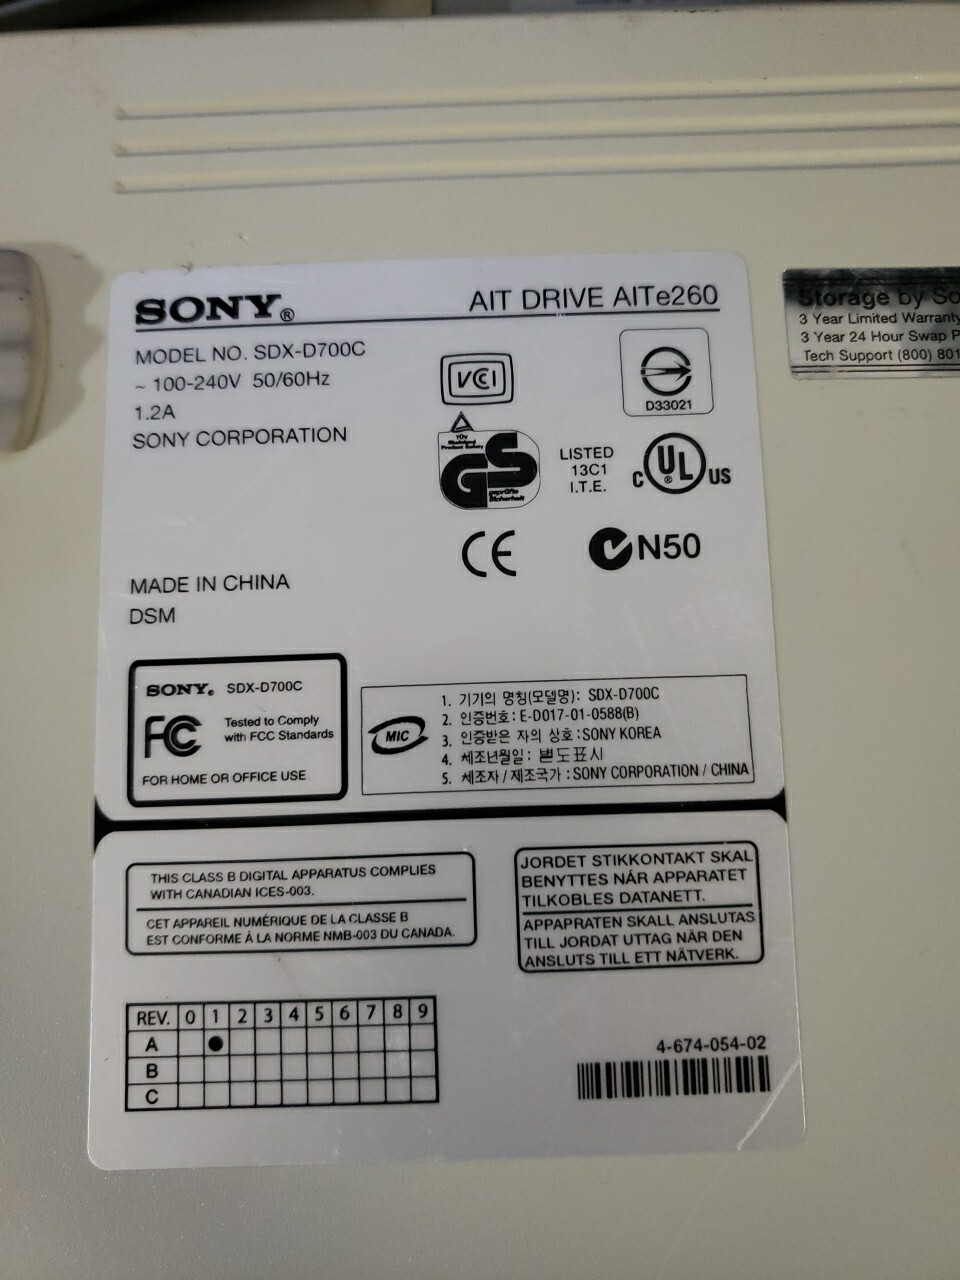 SONY®
AIT DRIVE AITe260
MODEL NO. SDX-D700C
~ 100-240V 50/60Hz
1.2A
SONY CORPORATION
VCI
D33021
TÜV
Rheinland
Product Safety
GS
geprüfte
Sicherheit
LISTED
13C1
I.T.E.
C UL® US
CE
N50
MADE IN CHINA
DSM
SONY® SDX-D700C
FC
Tested to Comply
with FCC Standards
FOR HOME OR OFFICE USE
MIC
1. 기기의 명칭(모델명): SDX-D700C
2. 인증번호: E-D017-01-0588(B)
3. 인증받은 자의 상호 :SONY KOREA
4. 제조년월일: 별도표시
5. 제조자 / 제조국가 : SONY CORPORATION / CHINA
THIS CLASS B DIGITAL APPARATUS COMPLIES
WITH CANADIAN ICES-003.
CET APPAREIL NUMÉRIQUE DE LA CLASSE B
EST CONFORME À LA NORME NMB-003 DU CANADA.
JORDET STIKKONTAKT SKAL
BENYTTES NÅR APPARATET
TILKOBLES DATANETT.
APPAPRATEN SKALL ANSLUTAS
TILL JORDAT UTTAG NÄR DEN
ANSLUTS TILL ETT NÄTVERK.
REV. 0 1 2 3 4 5 6 7 8 9
A
B
C
4-674-054-02
Storage by So
3 Year Limited Warranty
3 Year 24 Hour Swap P
Tech Support (800) 801